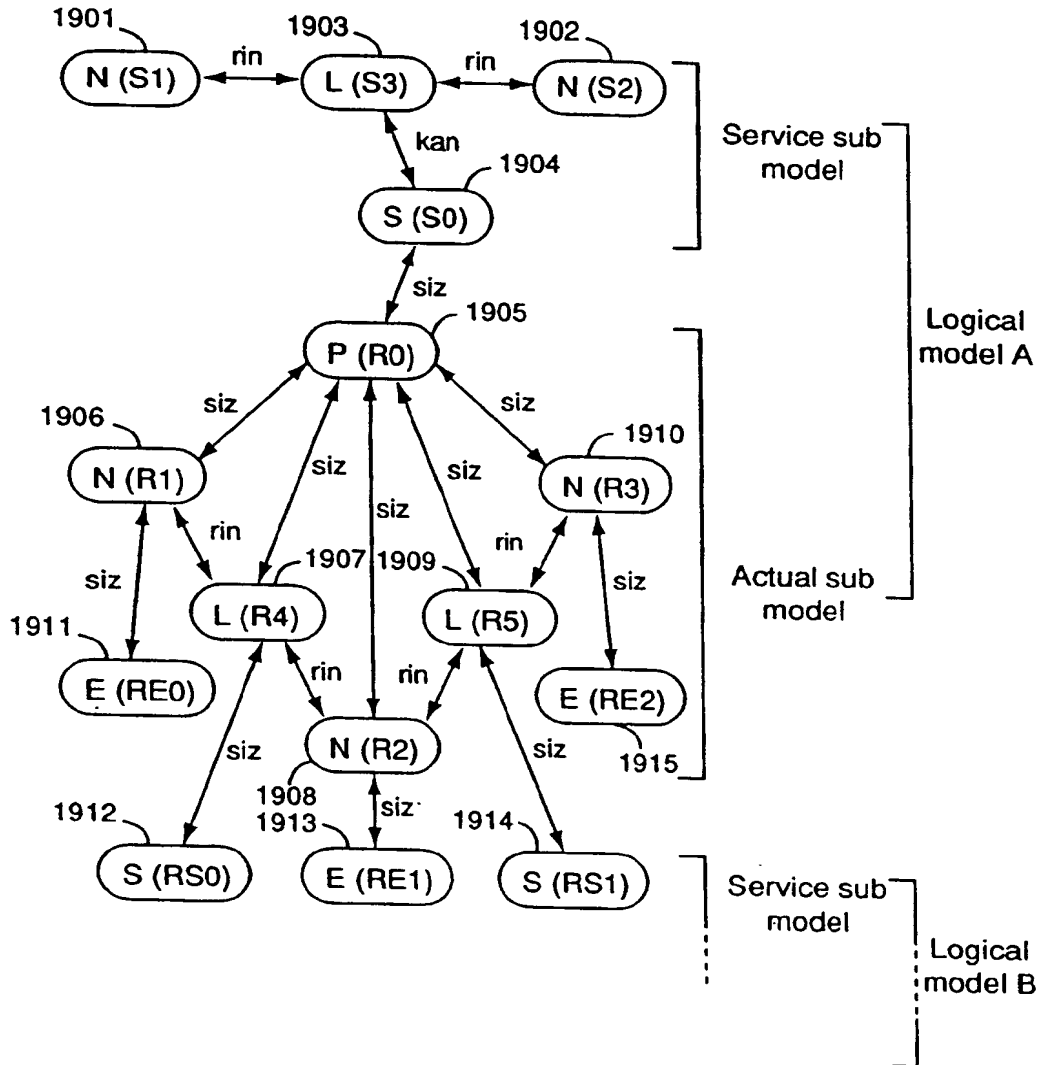 1901
1903
1902
N (S1)
rin
L (S3)
rin
N (S2)
kan
1904
S (S0)
Service sub
model
siz
1905
P (R0)
Logical
model A
siz
siz
1906
1910
N (R1)
siz
siz
siz
N (R3)
rin
1907
1909
rin
siz
siz
L (R4)
L (R5)
Actual sub
model
1911
E (RE0)
rin
rin
E (RE2)
siz
N (R2)
siz
1915
1908
siz
1912
1913
1914
S (RS0)
E (RE1)
S (RS1)
Service sub
model
Logical
model B